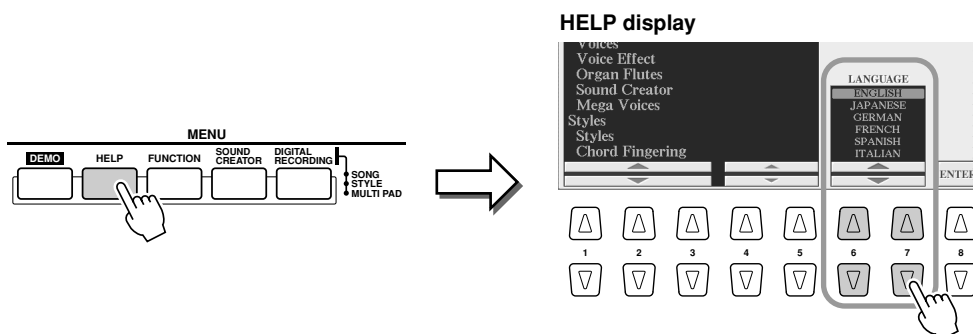 HELP display
MENU
DEMO
HELP
FUNCTION
SOUND
CREATOR
DIGITAL
RECORDING
SONG
STYLE
MULTI PAD
Voices
Voice Effect
Organ Flutes
Sound Creator
Mega Voices
Styles
Styles
Chord Fingering
LANGUAGE
ENGLISH
JAPANESE
GERMAN
FRENCH
SPANISH
ITALIAN
ENTER
1 2 3 4 5 6 7 8